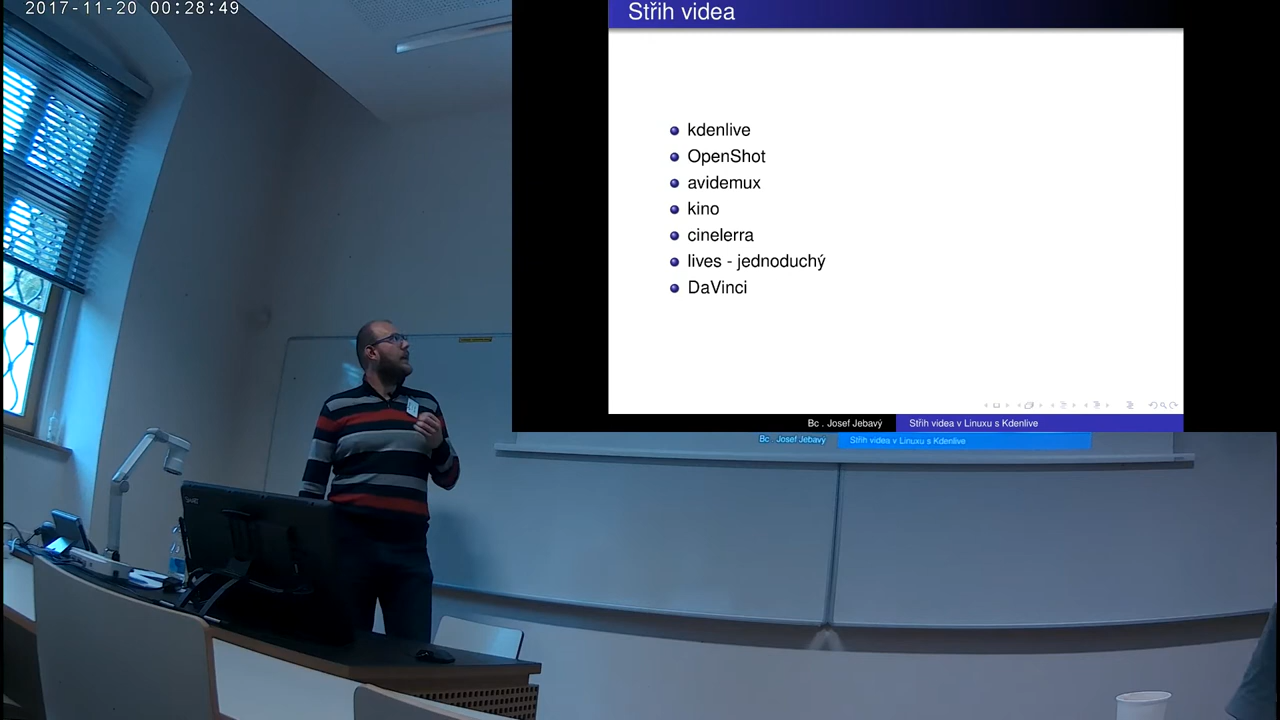 2017-11-20 00:28:49
Střih videa
kdenlive
OpenShot
avidemux
kino
cinelerra
lives - jednoduchý
DaVinci
Bc . Josef Jebavý
Střih videa v Linuxu s Kdenlive
Bc . Josef Jebavý
Střih videa v Linuxu s Kdenlive